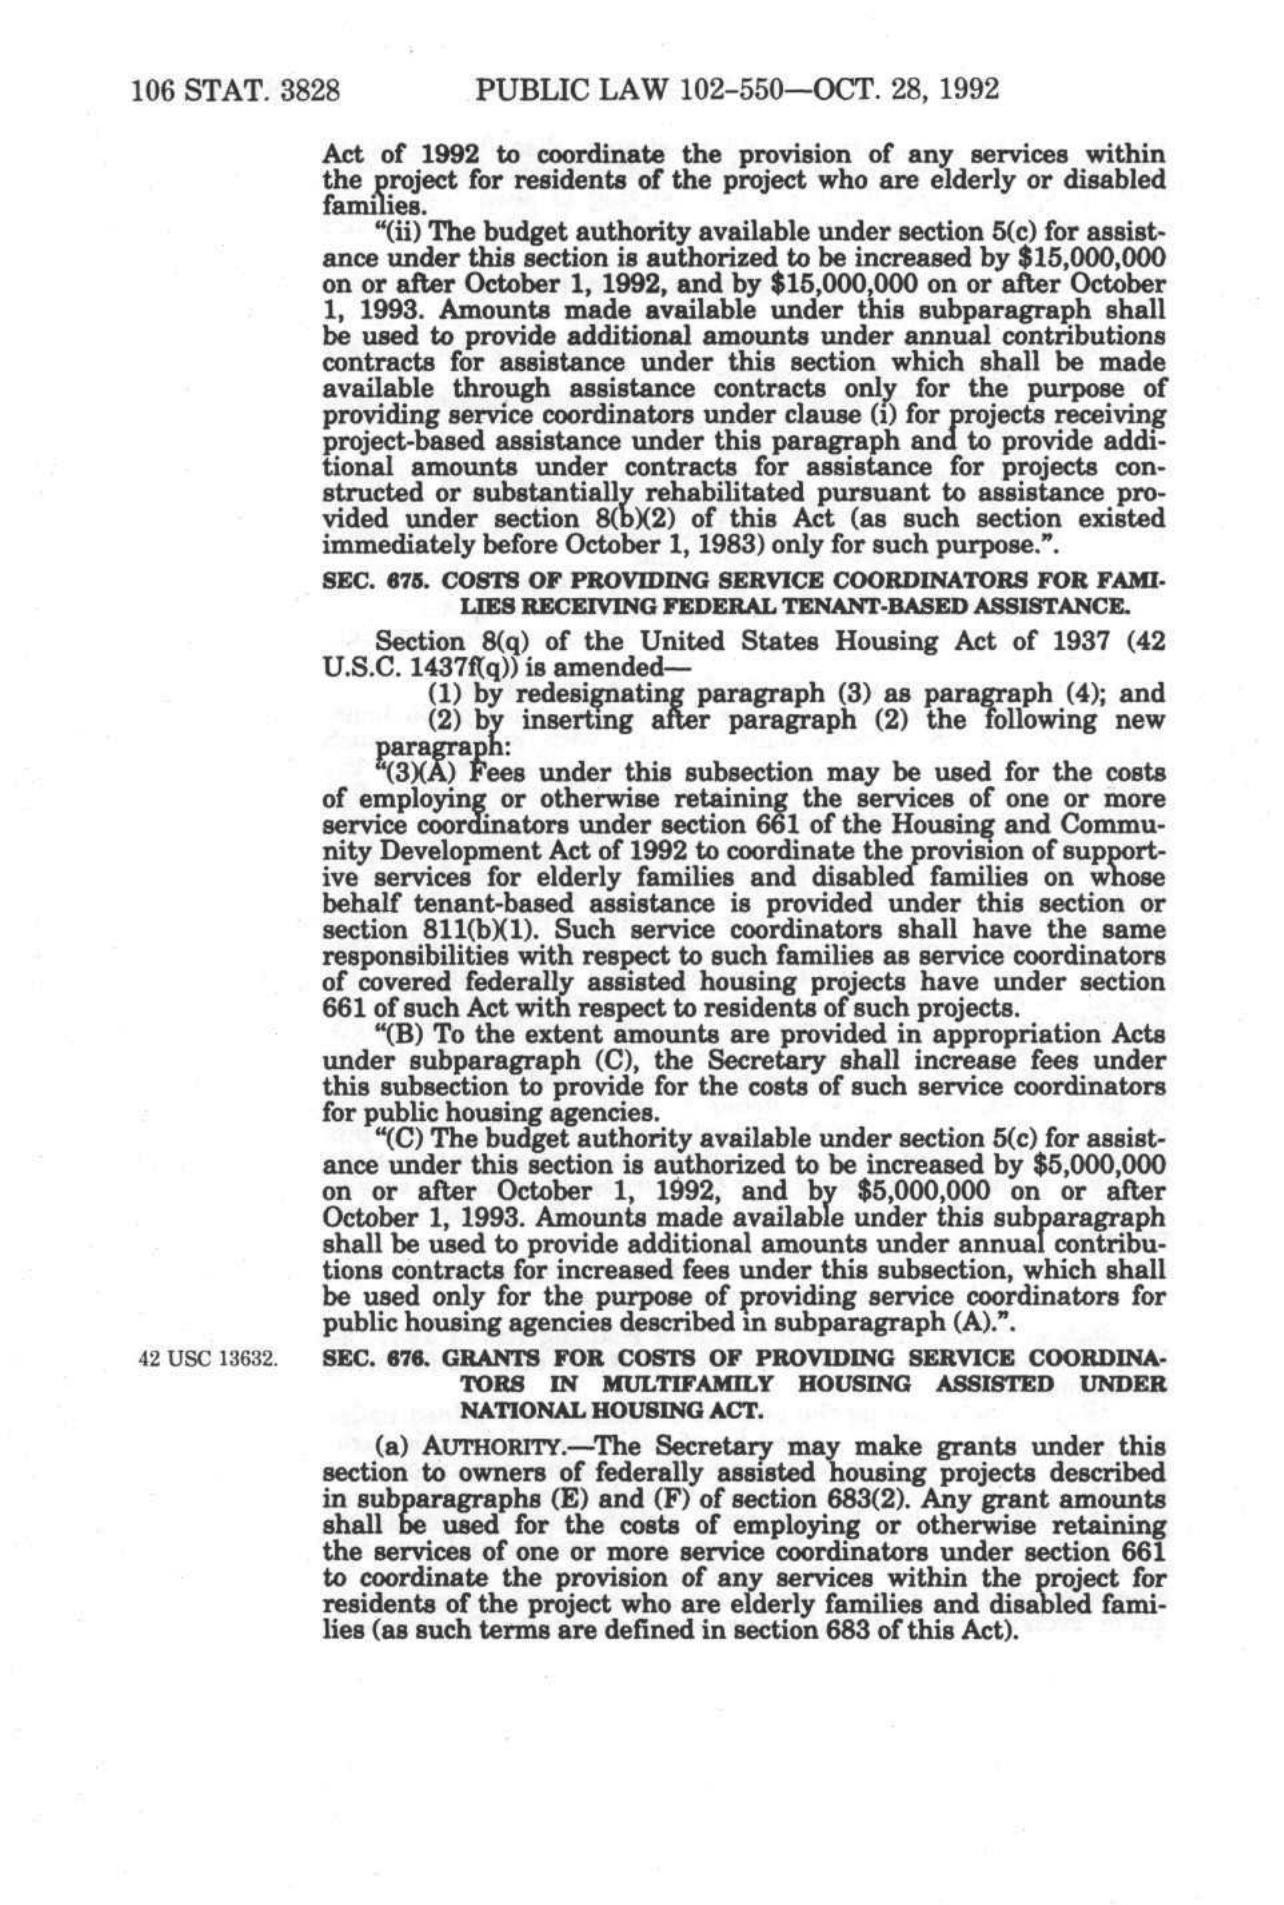 106 STAT. 3828 PUBLIC LAW 102-550—OCT. 28, 1992
Act of 1992 to coordinate the provision of any services within
the project for residents of the project who are elderly or disabled
families.
“(ii) The budget authority available under section 5(c) for assist-
ance under this section is authorized to be increased by $15,000,000
on or after October 1, 1992, and by $15,000,000 on or after October
1, 1993. Amounts made available under this subparagraph shall
be used to provide additional amounts under annual contributions
contracts for assistance under this section which shall be made
available through assistance contracts only for the purpose of
providing service coordinators under clause (i) for projects receiving
project-based assistance under this paragraph and to provide addi-
tional amounts under contracts for assistance for projects con-
structed or substantially rehabilitated pursuant to assistance pro-
vided under section 8(b)(2) of this Act (as such section existed
immediately before October 1, 1983) only for such purpose.”.
SEC. 675. COSTS OF PROVIDING SERVICE COORDINATORS FOR FAMI-
LIES RECEIVING FEDERAL TENANT-BASED ASSISTANCE.
Section 8(q) of the United States Housing Act of 1937 (42
U.S.C. 1437f(q)) is amended—
(1) by redesignating paragraph (3) as paragraph (4); and
(2) by inserting after paragraph (2) the following new
paragraph:
“(3)(A) Fees under this subsection may be used for the costs
of employing or otherwise retaining the services of one or more
service coordinators under section 661 of the Housing and Commu-
nity Development Act of 1992 to coordinate the provision of support-
ive services for elderly families and disabled families on whose
behalf tenant-based assistance is provided under this section or
section 811(b)(1). Such service coordinators shall have the same
responsibilities with respect to such families as service coordinators
of covered federally assisted housing projects have under section
661 of such Act with respect to residents of such projects.
“(B) To the extent amounts are provided in appropriation Acts
under subparagraph (C), the Secretary shall increase fees under
this subsection to provide for the costs of such service coordinators
for public housing agencies.
“(C) The budget authority available under section 5(c) for assist-
ance under this section is authorized to be increased by $5,000,000
on or after October 1, 1992, and by $5,000,000 on or after
October 1, 1993. Amounts made available under this subparagraph
shall be used to provide additional amounts under annual contribu-
tions contracts for increased fees under this subsection, which shall
be used only for the purpose of providing service coordinators for
public housing agencies described in subparagraph (A).”.
42 USC 13632. SEC. 676. GRANTS FOR COSTS OF PROVIDING SERVICE COORDINA-
TORS IN MULTIFAMILY HOUSING ASSISTED UNDER
NATIONAL HOUSING ACT.
(a) AUTHORITY.—The Secretary may make grants under this
section to owners of federally assisted housing projects described
in subparagraphs (E) and (F) of section 683(2). Any grant amounts
shall be used for the costs of employing or otherwise retaining
the services of one or more service coordinators under section 661
to coordinate the provision of any services within the project for
residents of the project who are elderly families and disabled fami-
lies (as such terms are defined in section 683 of this Act).